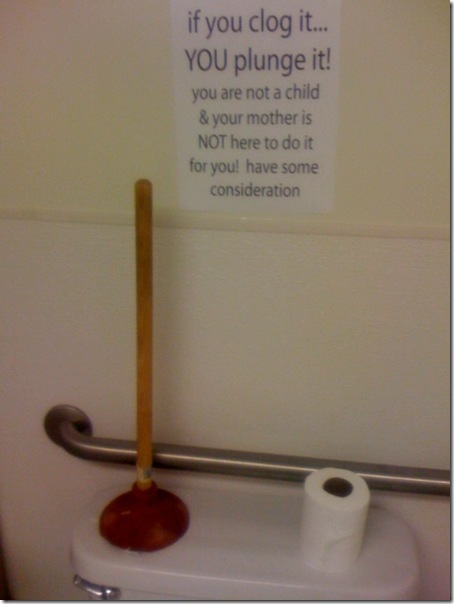 if you clog it...
YOU plunge it!
you are not a child
& your mother is
NOT here to do it
for you! have some
consideration